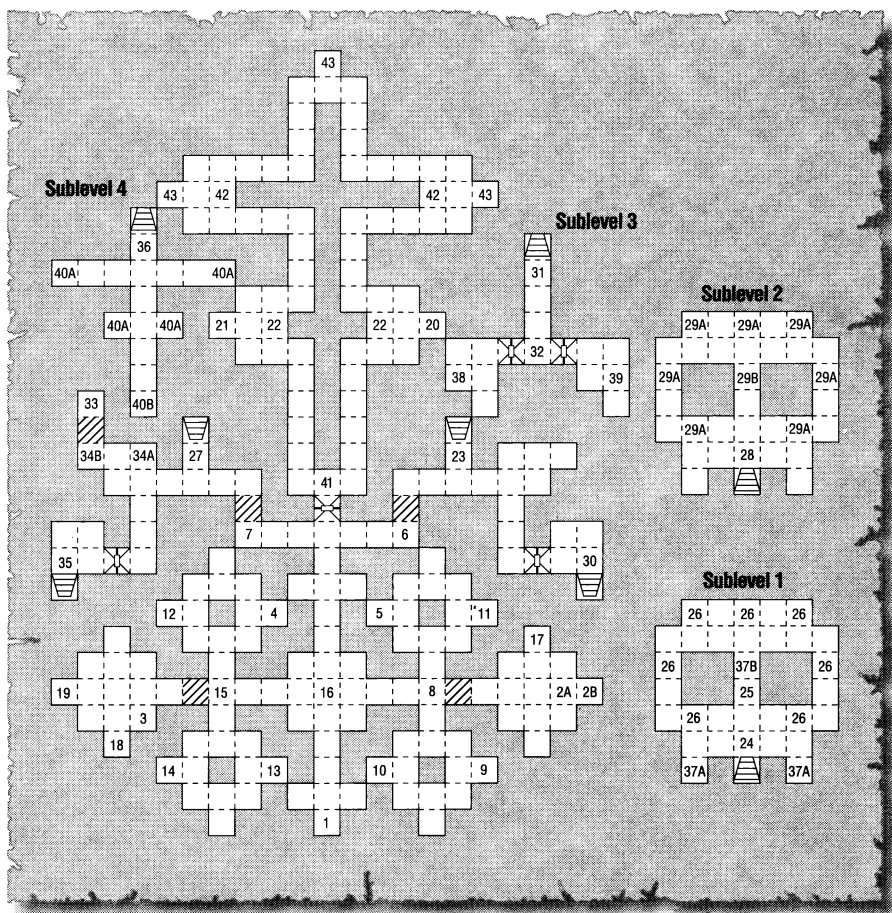 43
Sublevel 4
43 42 42 43
Sublevel 3
36
40A 40A
31
Sublevel 2
29A 29A 29A
40A 40A 21 22 22 20
32
38 39
29A 29B 29A
33 40B
29A 29A
34B 34A 27 23
28
41
7 6
35 30
Sublevel 1
12 4 5 11
26 26 26
17
26 37B 26
19 15 16 8 2A 2B
25
3
26 26
18
24
14 13 10 9
37A 37A
1